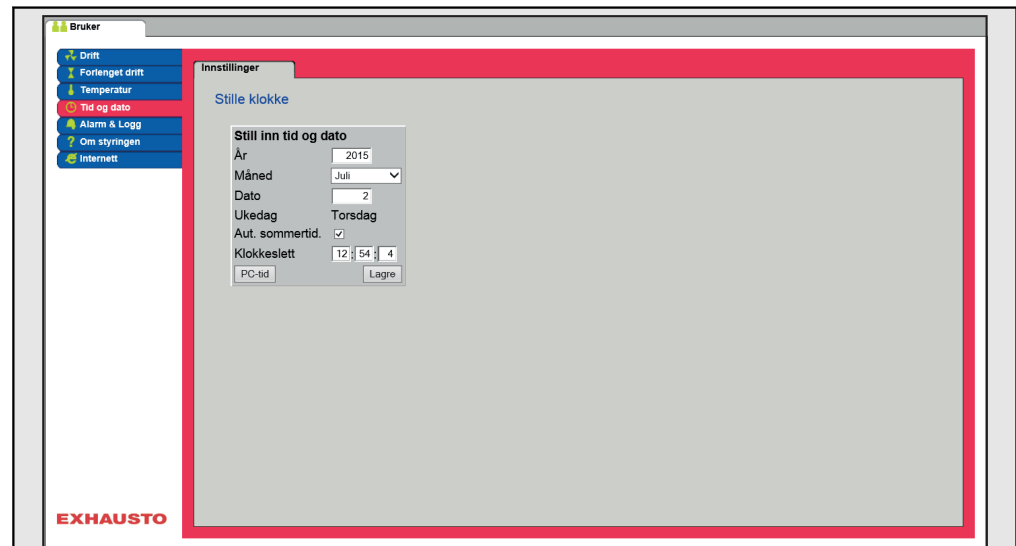 Bruker
Drift
Forlenget drift
Temperatur
Tid og dato
Alarm & Logg
Om styringen
Internett
Innstillinger
Stille klokke
Still inn tid og dato
År 2015
Måned Juli
Dato 2
Ukedag Torsdag
Aut. sommertid.
Klokkeslett 12 : 54 : 4
PC-tid Lagre
EXHAUSTO